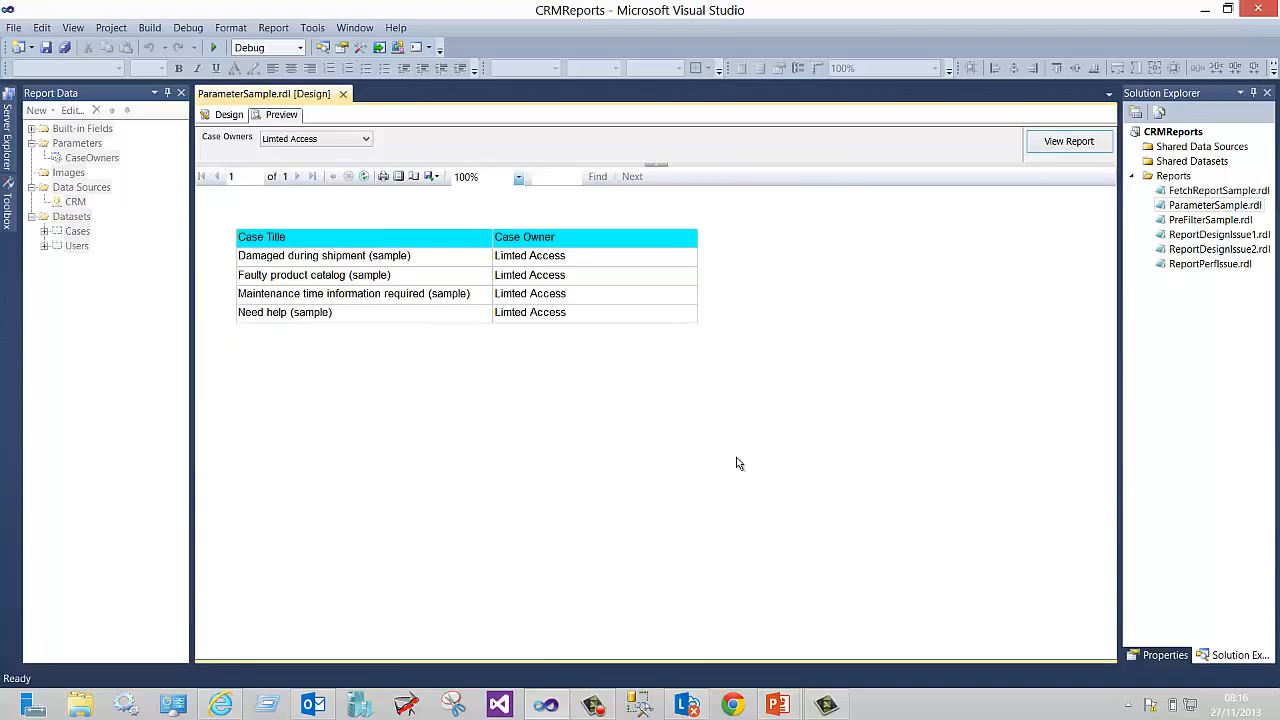 CRMReports - Microsoft Visual Studio
File Edit View Project Build Debug Format Report Tools Window Help
Debug
B I U 100%
Report Data
New Edit...
Built-in Fields
Parameters
CaseOwners
Images
Data Sources
CRM
Datasets
Cases
Users
Server Explorer
Toolbox
ParameterSample.rdl [Design]
Design Preview
Case Owners Limted Access View Report
1 of 1 100% Find Next
Case Title Case Owner
Damaged during shipment (sample) Limted Access
Faulty product catalog (sample) Limted Access
Maintenance time information required (sample) Limted Access
Need help (sample) Limted Access
Solution Explorer
CRMReports
Shared Data Sources
Shared Datasets
Reports
FetchReportSample.rdl
ParameterSample.rdl
PreFilterSample.rdl
ReportDesignIssue1.rdl
ReportDesignIssue2.rdl
ReportPerfIssue.rdl
Properties Solution Ex...
Ready
08:16
27/11/2013